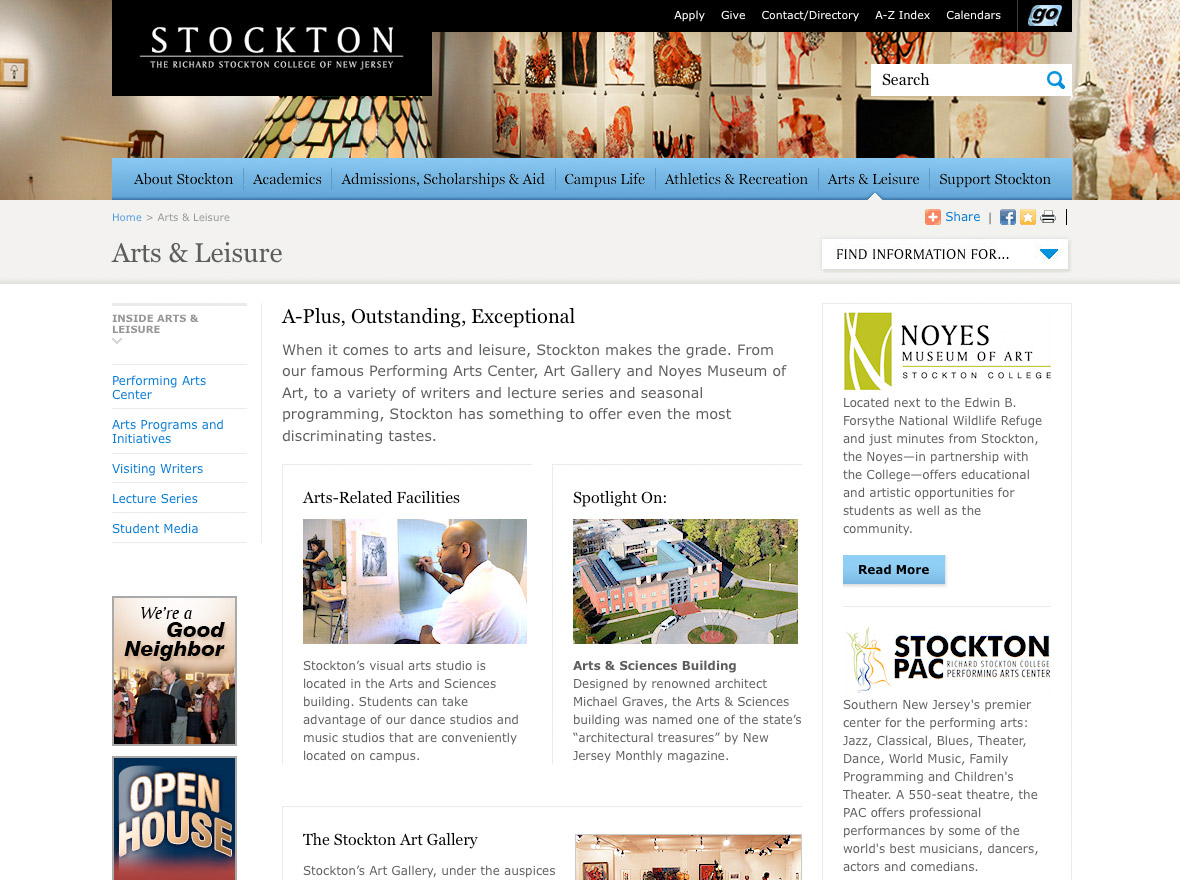 Apply Give Contact/Directory A-Z Index Calendars go
STOCKTON
THE RICHARD STOCKTON COLLEGE OF NEW JERSEY
Search
About Stockton Academics Admissions, Scholarships & Aid Campus Life Athletics & Recreation Arts & Leisure Support Stockton
Home > Arts & Leisure
Share | |
Arts & Leisure
FIND INFORMATION FOR...
INSIDE ARTS &
LEISURE
Performing Arts
Center
Arts Programs and
Initiatives
Visiting Writers
Lecture Series
Student Media
We're a
Good
Neighbor
OPEN
HOUSE
A-Plus, Outstanding, Exceptional
When it comes to arts and leisure, Stockton makes the grade. From
our famous Performing Arts Center, Art Gallery and Noyes Museum of
Art, to a variety of writers and lecture series and seasonal
programming, Stockton has something to offer even the most
discriminating tastes.
Arts-Related Facilities
Stockton’s visual arts studio is
located in the Arts and Sciences
building. Students can take
advantage of our dance studios and
music studios that are conveniently
located on campus.
Spotlight On:
Arts & Sciences Building
Designed by renowned architect
Michael Graves, the Arts & Sciences
building was named one of the state’s
“architectural treasures” by New
Jersey Monthly magazine.
The Stockton Art Gallery
Stockton’s Art Gallery, under the auspices
NOYES
MUSEUM OF ART
STOCKTON COLLEGE
Located next to the Edwin B.
Forsythe National Wildlife Refuge
and just minutes from Stockton,
the Noyes—in partnership with
the College—offers educational
and artistic opportunities for
students as well as the
community.
Read More
STOCKTON
PAC RICHARD STOCKTON COLLEGE
PERFORMING ARTS CENTER
Southern New Jersey's premier
center for the performing arts:
Jazz, Classical, Blues, Theater,
Dance, World Music, Family
Programming and Children's
Theater. A 550-seat theatre, the
PAC offers professional
performances by some of the
world's best musicians, dancers,
actors and comedians.